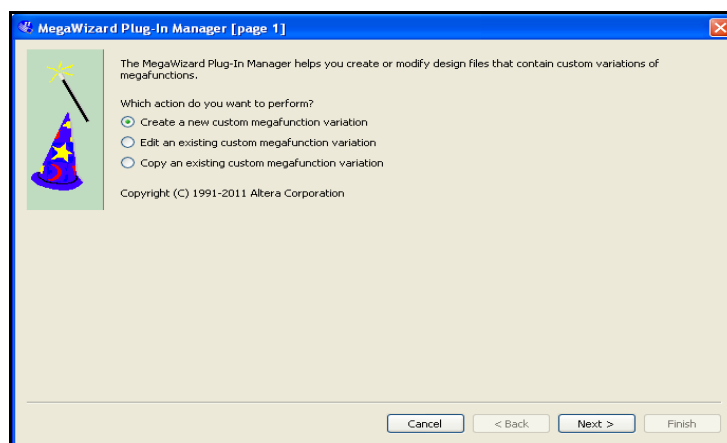 MegaWizard Plug-In Manager [page 1]
The MegaWizard Plug-In Manager helps you create or modify design files that contain custom variations of
megafunctions.
Which action do you want to perform?
Create a new custom megafunction variation
Edit an existing custom megafunction variation
Copy an existing custom megafunction variation
Copyright (C) 1991-2011 Altera Corporation
Cancel < Back Next > Finish